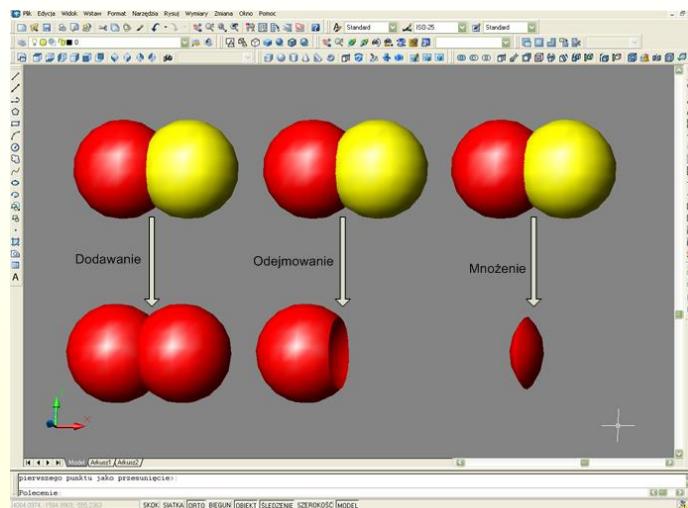 Plik Edycja Widok Wstaw Format Narzędzia Rysuj Wymiary Zmiana Okno Pomoc
Standard ISO-25 Standard
0
Dodawanie
Odejmowanie
Mnożenie
Model Arkusz1 Arkusz2
pierwszego punktu jako przesunięcie>:
Polecenie:
SKOK SIATKA ORTO BIEGUN OBIEKT ŚLEDZENIE SZEROKOŚĆ MODEL